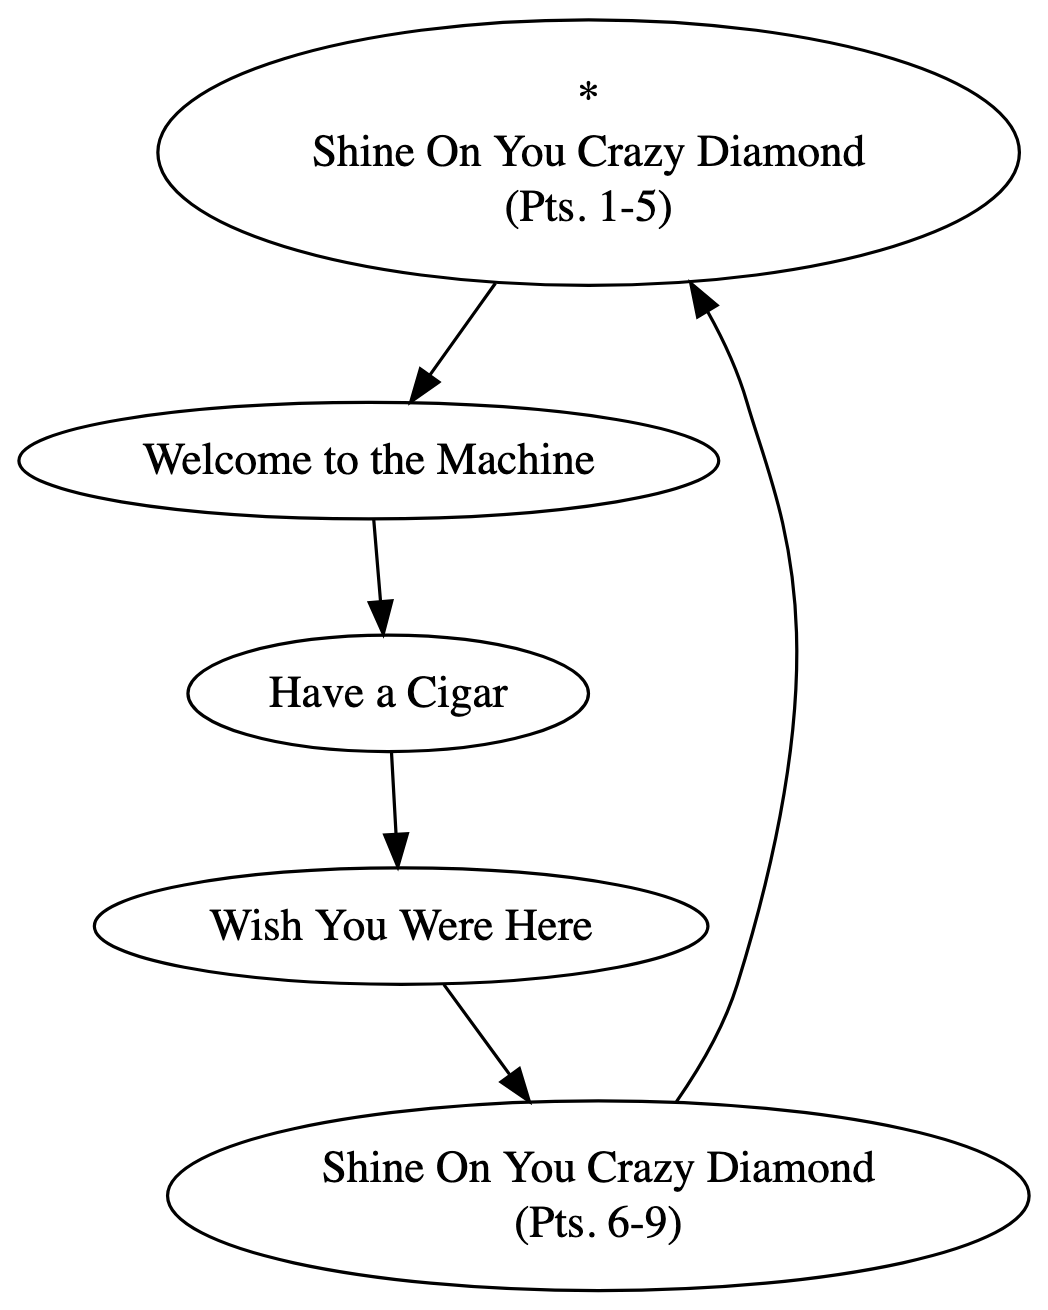 *
Shine On You Crazy Diamond
(Pts. 1-5)
Welcome to the Machine
Have a Cigar
Wish You Were Here
Shine On You Crazy Diamond
(Pts. 6-9)